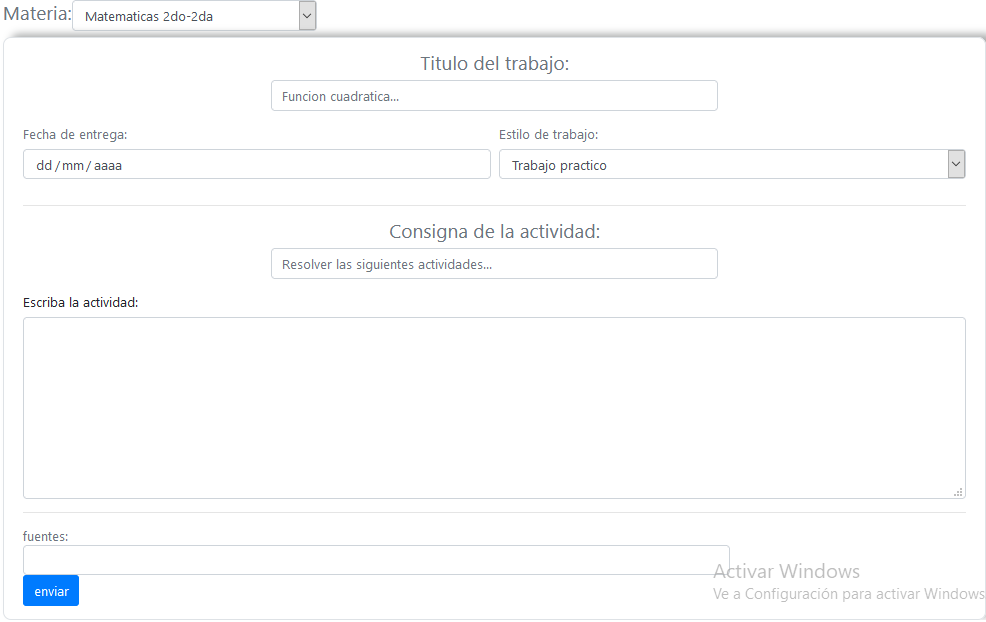 Materia: Matematicas 2do-2da
Titulo del trabajo:
Funcion cuadratica...
Fecha de entrega: Estilo de trabajo:
dd/mm/aaaa Trabajo practico
Consigna de la actividad:
Resolver las siguientes actividades...
Escriba la actividad:
fuentes:
enviar
Activar Windows
Ve a Configuración para activar Windows